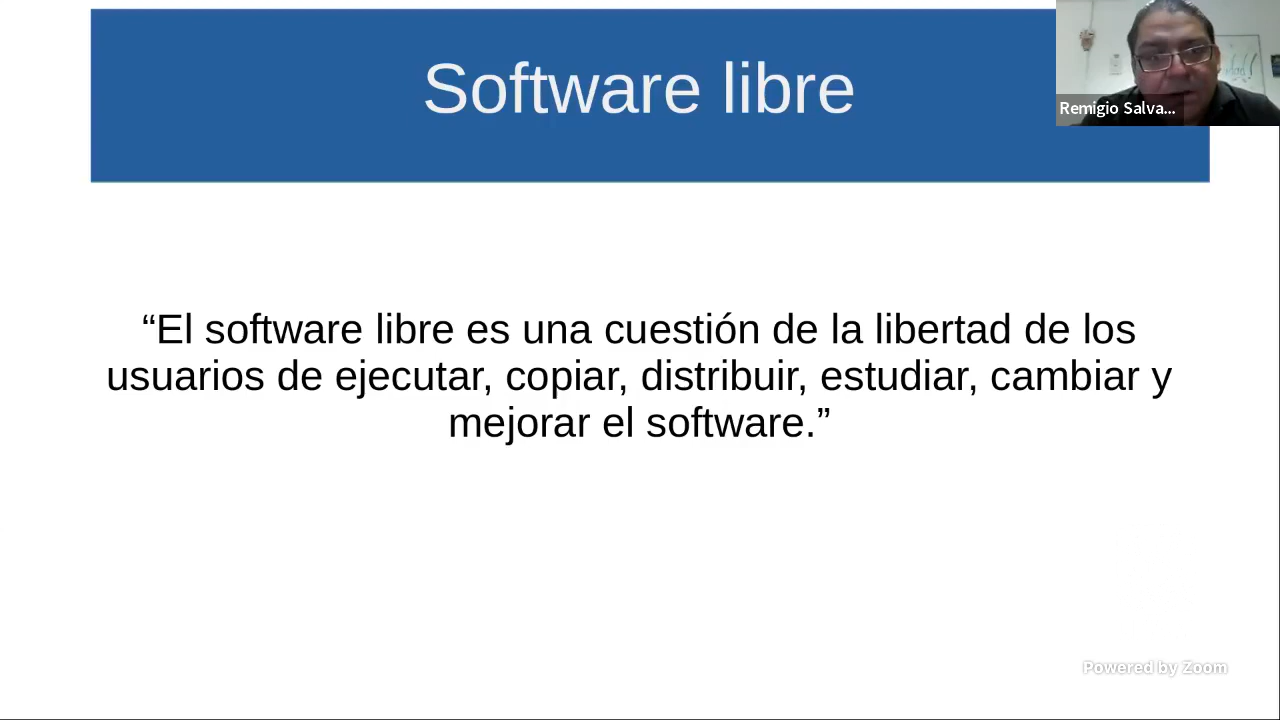 Software libre
Remigio Salva...
“El software libre es una cuestión de la libertad de los
usuarios de ejecutar, copiar, distribuir, estudiar, cambiar y
mejorar el software.”
Powered by Zoom